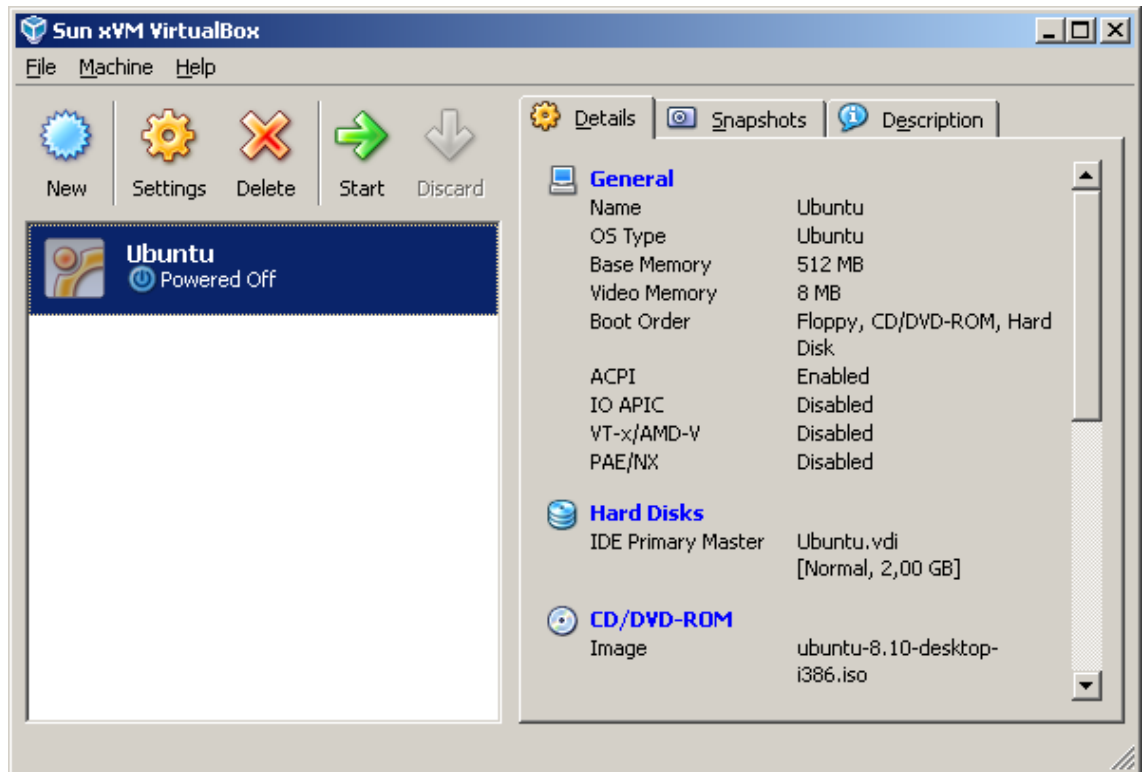 Sun xVM VirtualBox
File Machine Help
New Settings Delete Start Discard
Ubuntu
Powered Off
Details Snapshots Description
General
Name Ubuntu
OS Type Ubuntu
Base Memory 512 MB
Video Memory 8 MB
Boot Order Floppy, CD/DVD-ROM, Hard
Disk
ACPI Enabled
IO APIC Disabled
VT-x/AMD-V Disabled
PAE/NX Disabled
Hard Disks
IDE Primary Master Ubuntu.vdi
[Normal, 2,00 GB]
CD/DVD-ROM
Image ubuntu-8.10-desktop-
i386.iso